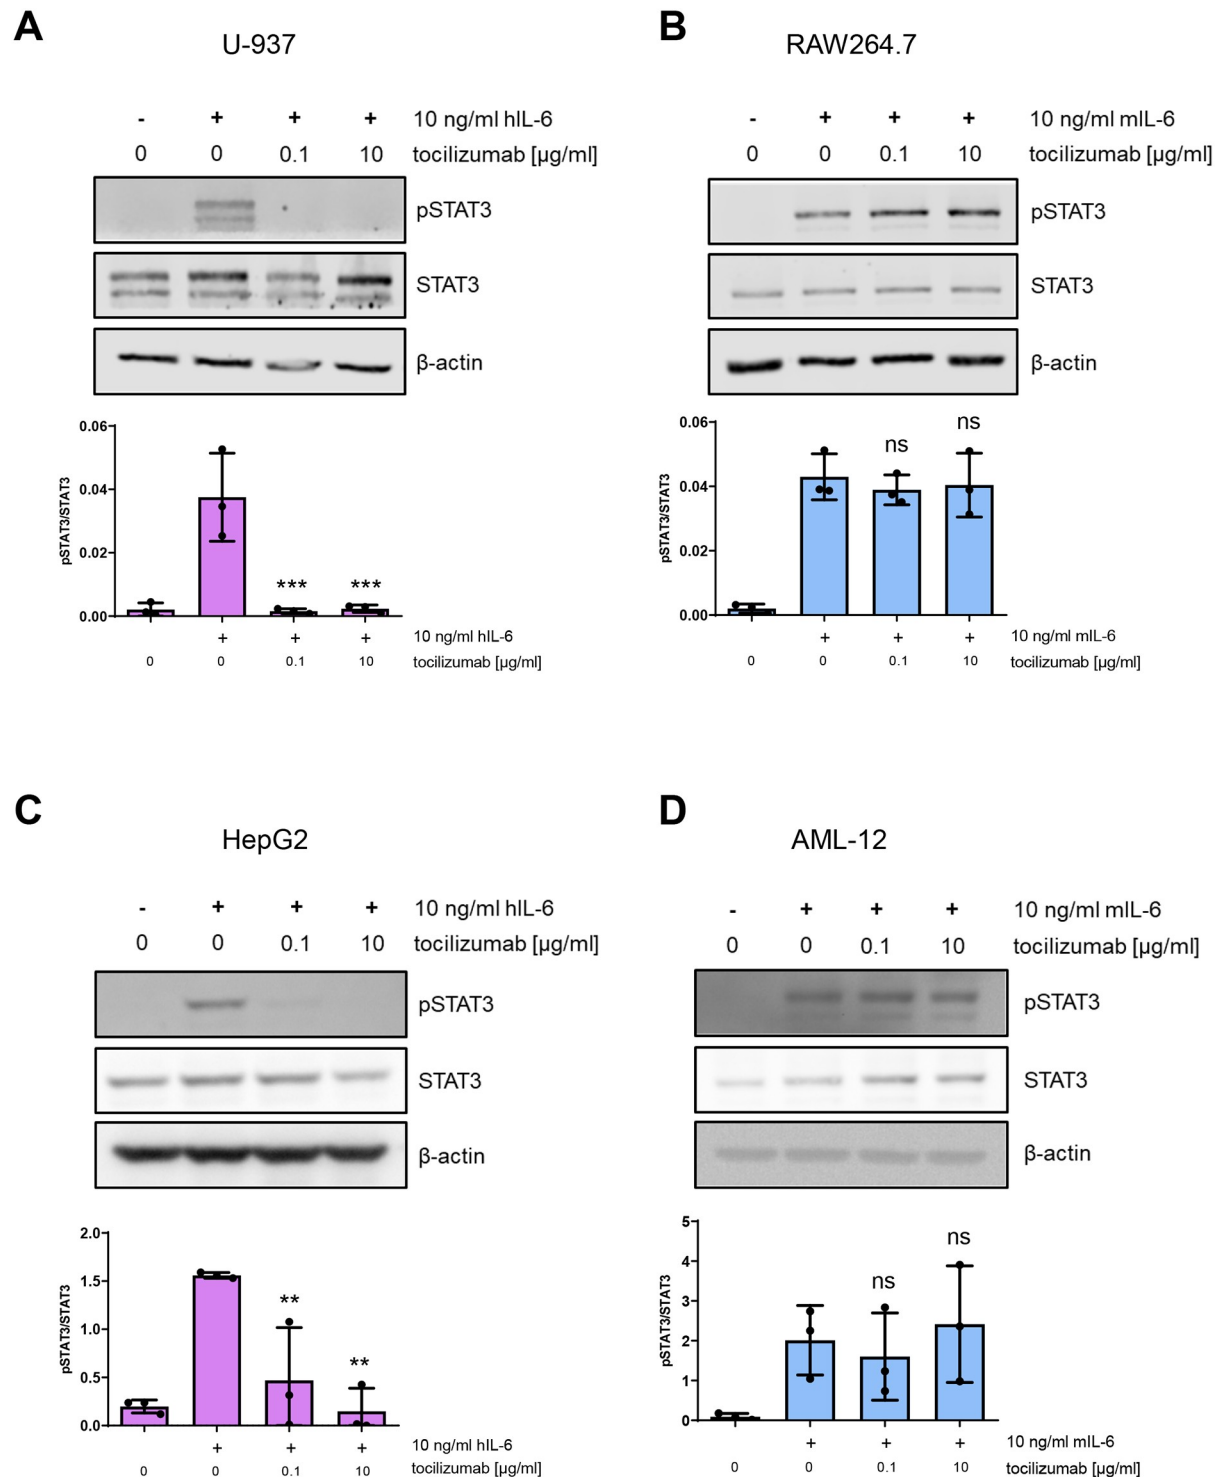 A
U-937
- + + + 10 ng/ml hIL-6
0 0 0.1 10 tocilizumab [µg/ml]
pSTAT3
STAT3
β-actin
0.06
0.04
0.02
0.00
pSTAT3/STAT3
*** ***
+ + + 10 ng/ml hIL-6
0 0 0.1 10 tocilizumab [µg/ml]
B
RAW264.7
- + + + 10 ng/ml mIL-6
0 0 0.1 10 tocilizumab [µg/ml]
pSTAT3
STAT3
β-actin
0.06
0.04
0.02
0.00
pSTAT3/STAT3
ns ns
+ + + 10 ng/ml mIL-6
0 0 0.1 10 tocilizumab [µg/ml]
C
HepG2
- + + + 10 ng/ml hIL-6
0 0 0.1 10 tocilizumab [µg/ml]
pSTAT3
STAT3
β-actin
2.0
1.5
1.0
0.5
0.0
pSTAT3/STAT3
** **
+ + + 10 ng/ml hIL-6
0 0 0.1 10 tocilizumab [µg/ml]
D
AML-12
- + + + 10 ng/ml mIL-6
0 0 0.1 10 tocilizumab [µg/ml]
pSTAT3
STAT3
β-actin
5
4
3
2
1
0
pSTAT3/STAT3
ns ns
+ + + 10 ng/ml mIL-6
0 0 0.1 10 tocilizumab [µg/ml]